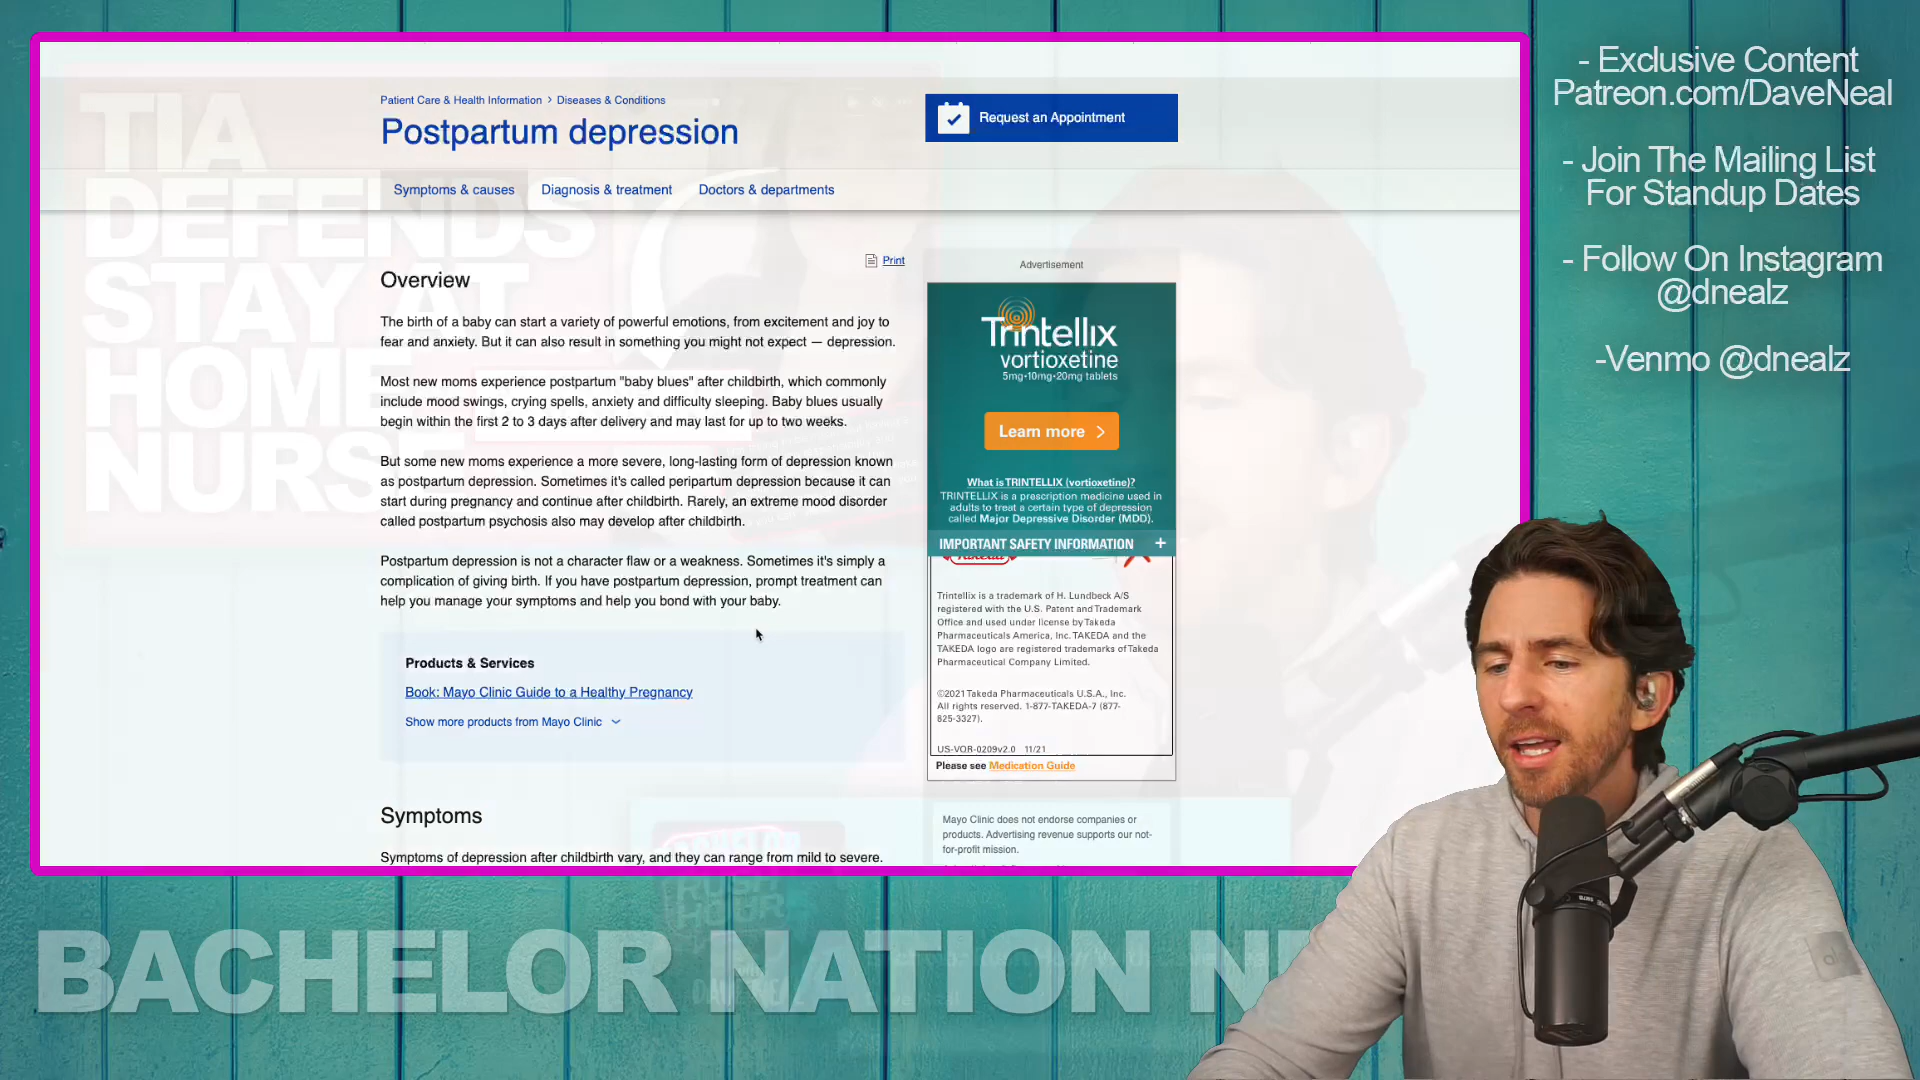 Patient Care & Health Information > Diseases & Conditions
Postpartum depression
Request an Appointment
Symptoms & causes
Diagnosis & treatment
Doctors & departments
TIA
DEFENDS
STAY AT
HOME
NURSE
Print
Overview
The birth of a baby can start a variety of powerful emotions, from excitement and joy to
fear and anxiety. But it can also result in something you might not expect — depression.
Most new moms experience postpartum "baby blues" after childbirth, which commonly
include mood swings, crying spells, anxiety and difficulty sleeping. Baby blues usually
begin within the first 2 to 3 days after delivery and may last for up to two weeks.
But some new moms experience a more severe, long-lasting form of depression known
as postpartum depression. Sometimes it's called peripartum depression because it can
start during pregnancy and continue after childbirth. Rarely, an extreme mood disorder
called postpartum psychosis also may develop after childbirth.
Postpartum depression is not a character flaw or a weakness. Sometimes it's simply a
complication of giving birth. If you have postpartum depression, prompt treatment can
help you manage your symptoms and help you bond with your baby.
Products & Services
Book: Mayo Clinic Guide to a Healthy Pregnancy
Show more products from Mayo Clinic
Symptoms
Symptoms of depression after childbirth vary, and they can range from mild to severe.
Advertisement
Trintellix
vortioxetine
5mg•10mg•20mg tablets
Learn more >
What is TRINTELLIX (vortioxetine)?
TRINTELLIX is a prescription medicine used in
adults to treat a certain type of depression
called Major Depressive Disorder (MDD).
IMPORTANT SAFETY INFORMATION +
Trintellix is a trademark of H. Lundbeck A/S
registered with the U.S. Patent and Trademark
Office and used under license by Takeda
Pharmaceuticals America, Inc. TAKEDA and the
TAKEDA logo are registered trademarks of Takeda
Pharmaceutical Company Limited.
©2021 Takeda Pharmaceuticals U.S.A., Inc.
All rights reserved. 1-877-TAKEDA-7 (877-
825-3327).
US-VOR-0209v2.0 11/21
Please see Medication Guide
Mayo Clinic does not endorse companies or
products. Advertising revenue supports our not-
for-profit mission.
- Exclusive Content
Patreon.com/DaveNeal
- Join The Mailing List
For Standup Dates
- Follow On Instagram
@dnealz
-Venmo @dnealz
RUSH
HOUR
BACHELOR NATION